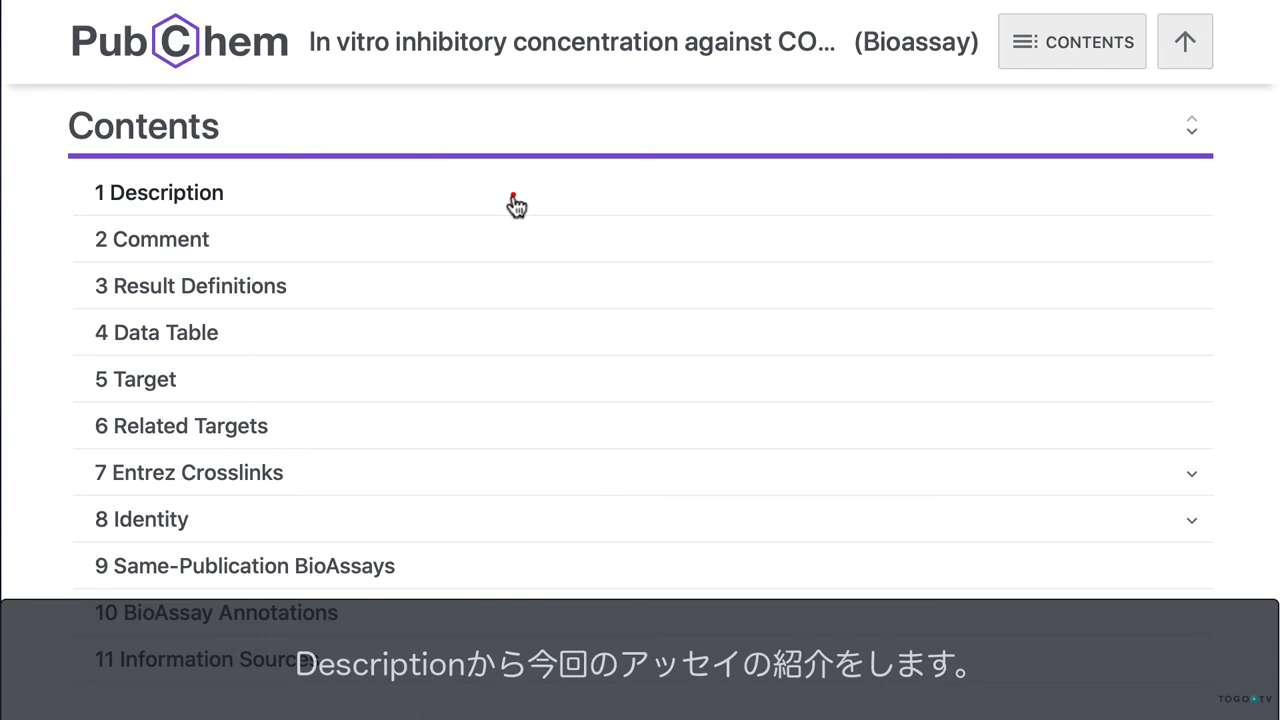 PubChem In vitro inhibitory concentration against CO... (Bioassay) CONTENTS
Contents
1 Description
2 Comment
3 Result Definitions
4 Data Table
5 Target
6 Related Targets
7 Entrez Crosslinks
8 Identity
9 Same-Publication BioAssays
10 BioAssay Annotations
11 Information Sources
Descriptionから今回のアッセイの紹介をします。
TOGO TV